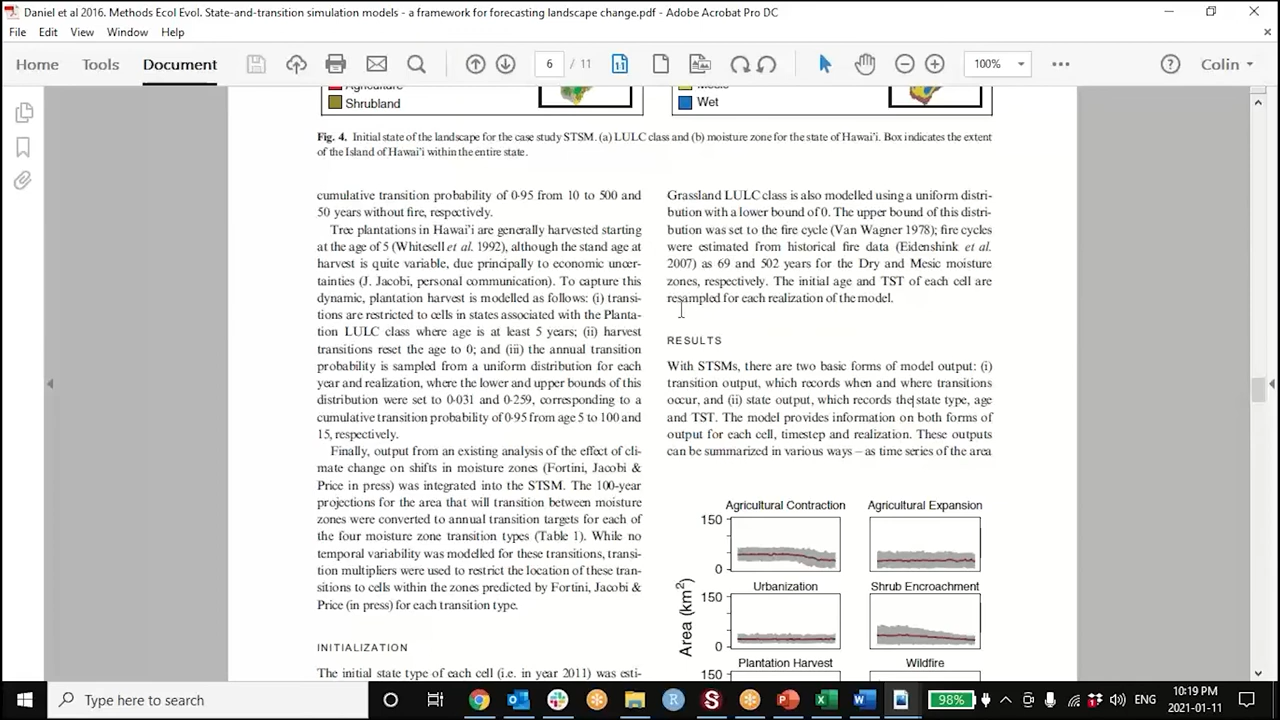 Daniel et al 2016. Methods Ecol Evol. State-and-transition simulation models - a framework for forecasting landscape change.pdf - Adobe Acrobat Pro DC
File Edit View Window Help
Home Tools Document 6 / 11 100% Colin
Agriculture
Shrubland
Mesic
Wet
Fig. 4. Initial state of the landscape for the case study STSM. (a) LULC class and (b) moisture zone for the state of Hawai'i. Box indicates the extent
of the Island of Hawai'i within the entire state.
cumulative transition probability of 0·95 from 10 to 500 and
50 years without fire, respectively.
Tree plantations in Hawai'i are generally harvested starting
at the age of 5 (Whitesell et al. 1992), although the stand age at
harvest is quite variable, due principally to economic uncer-
tainties (J. Jacobi, personal communication). To capture this
dynamic, plantation harvest is modelled as follows: (i) transi-
tions are restricted to cells in states associated with the Planta-
tion LULC class where age is at least 5 years; (ii) harvest
transitions reset the age to 0; and (iii) the annual transition
probability is sampled from a uniform distribution for each
year and realization, where the lower and upper bounds of this
distribution were set to 0·031 and 0·259, corresponding to a
cumulative transition probability of 0·95 from age 5 to 100 and
15, respectively.
Finally, output from an existing analysis of the effect of cli-
mate change on shifts in moisture zones (Fortini, Jacobi &
Price in press) was integrated into the STSM. The 100-year
projections for the area that will transition between moisture
zones were converted to annual transition targets for each of
the four moisture zone transition types (Table 1). While no
temporal variability was modelled for these transitions, transi-
tion multipliers were used to restrict the location of these tran-
sitions to cells within the zones predicted by Fortini, Jacobi &
Price (in press) for each transition type.
INITIALIZATION
The initial state type of each cell (i.e. in year 2011) was esti-
Grassland LULC class is also modelled using a uniform distri-
bution with a lower bound of 0. The upper bound of this distri-
bution was set to the fire cycle (Van Wagner 1978); fire cycles
were estimated from historical fire data (Eidenshink et al.
2007) as 69 and 502 years for the Dry and Mesic moisture
zones, respectively. The initial age and TST of each cell are
resampled for each realization of the model.
RESULTS
With STSMs, there are two basic forms of model output: (i)
transition output, which records when and where transitions
occur, and (ii) state output, which records the state type, age
and TST. The model provides information on both forms of
output for each cell, timestep and realization. These outputs
can be summarized in various ways – as time series of the area
Agricultural Contraction Agricultural Expansion
150
0
Urbanization Shrub Encroachment
150
0
Area (km²)
Plantation Harvest Wildfire
150
Type here to search
98%
ENG
10:19 PM
2021-01-11